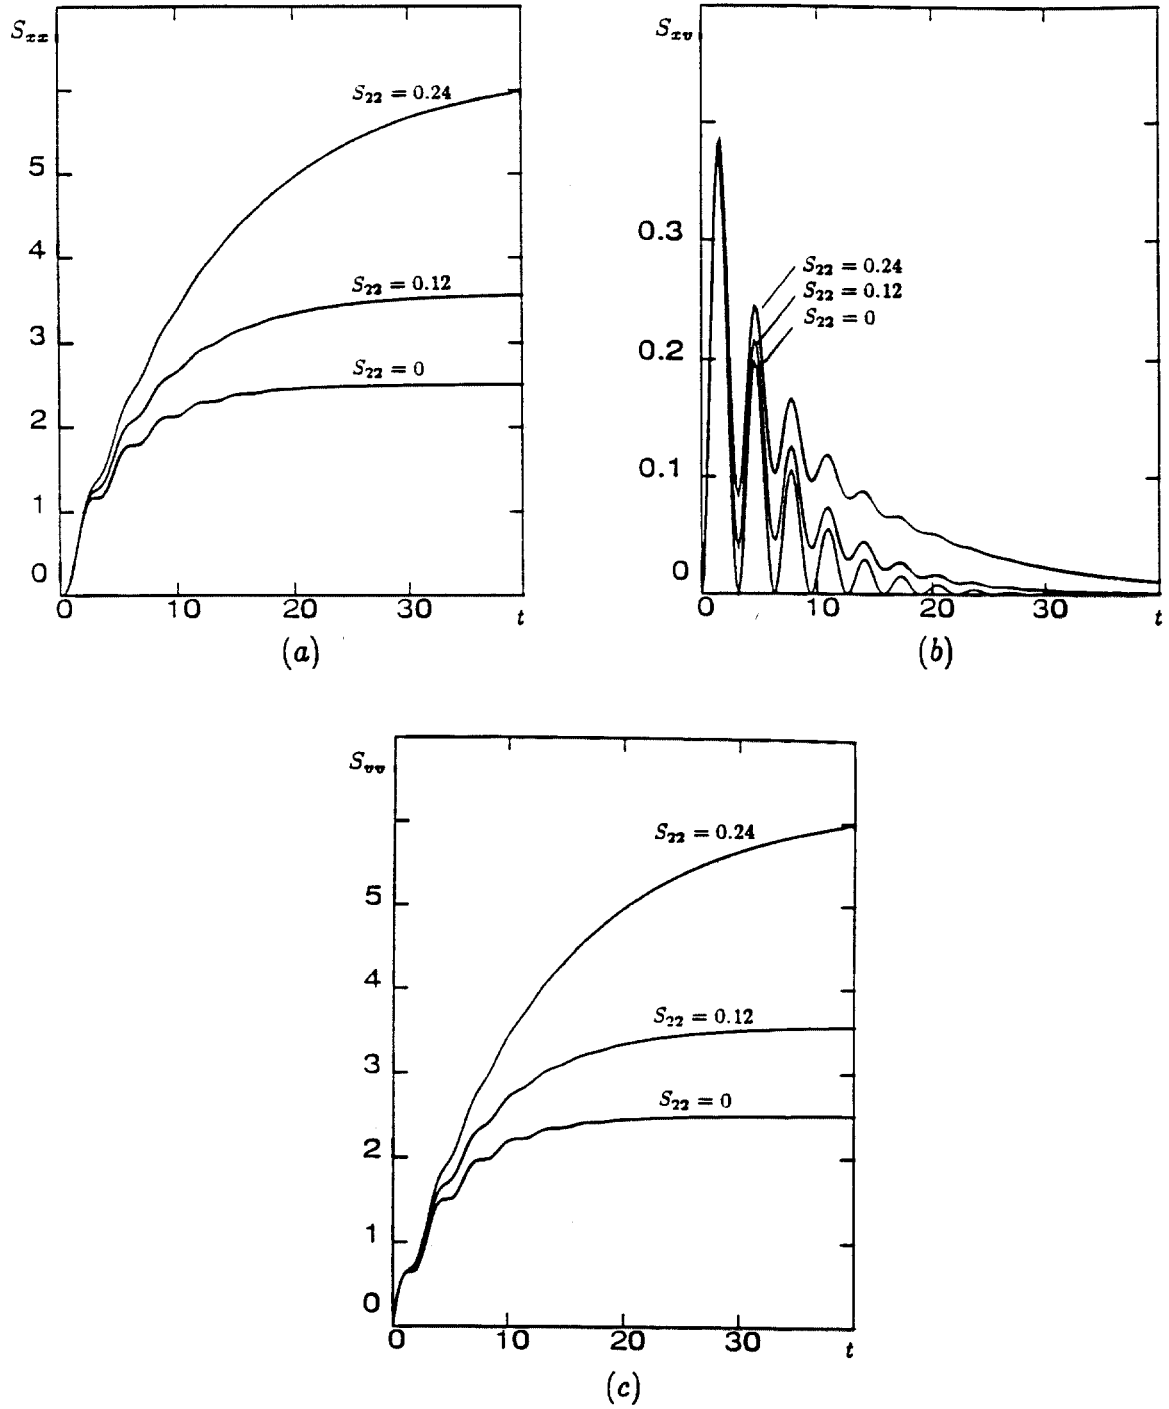 S_xx
S_22 = 0.24
5
4
S_22 = 0.12
3
S_22 = 0
2
1
0
0 10 20 30 t
(a)
S_xv
0.3
S_22 = 0.24
S_22 = 0.12
S_22 = 0
0.2
0.1
0
0 10 20 30 t
(b)
S_vv
S_22 = 0.24
5
4
S_22 = 0.12
3
S_22 = 0
2
1
0
0 10 20 30 t
(c)